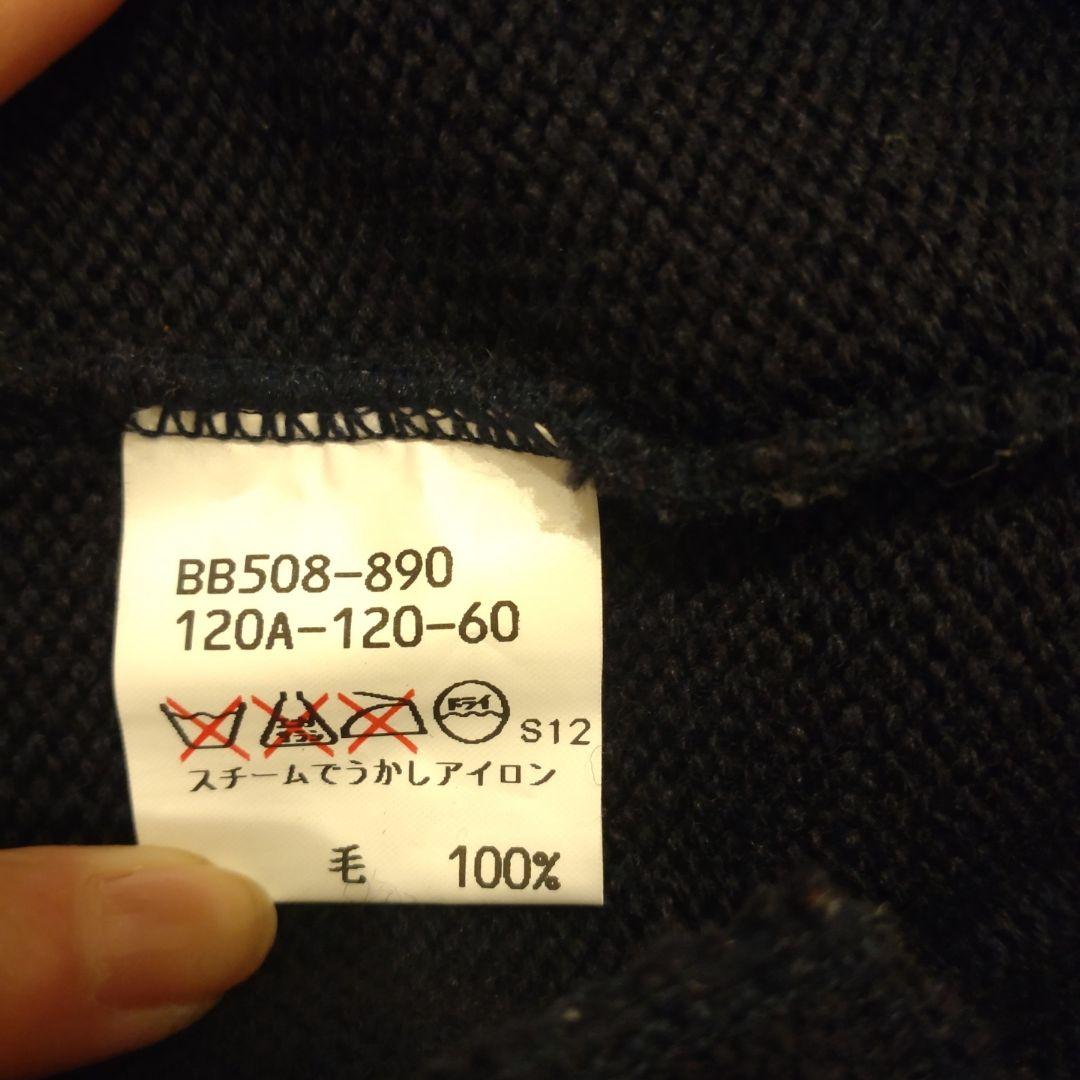 BB508-890
120A-120-60
ドライ
S12
スチームでうかしアイロン
毛 100%